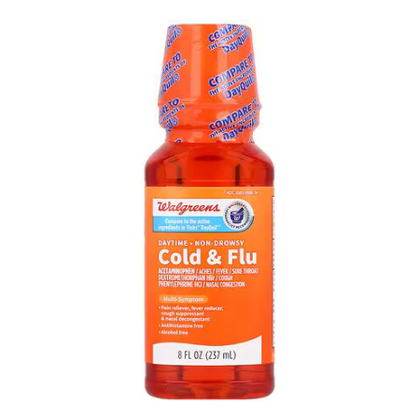 COMPARE TO
DayQuil®
Walgreens
Compare to the active
ingredients in Vicks® DayQuil®
DAYTIME • NON-DROWSY
Cold & Flu
ACETAMINOPHEN / ACHES / FEVER / SORE THROAT
DEXTROMETHORPHAN HBr / COUGH
PHENYLEPHRINE HCl / NASAL CONGESTION
Multi-Symptom
• Pain reliever, fever reducer,
cough suppressant
& nasal decongestant
• Antihistamine free
• Alcohol free
8 FL OZ (237 mL)